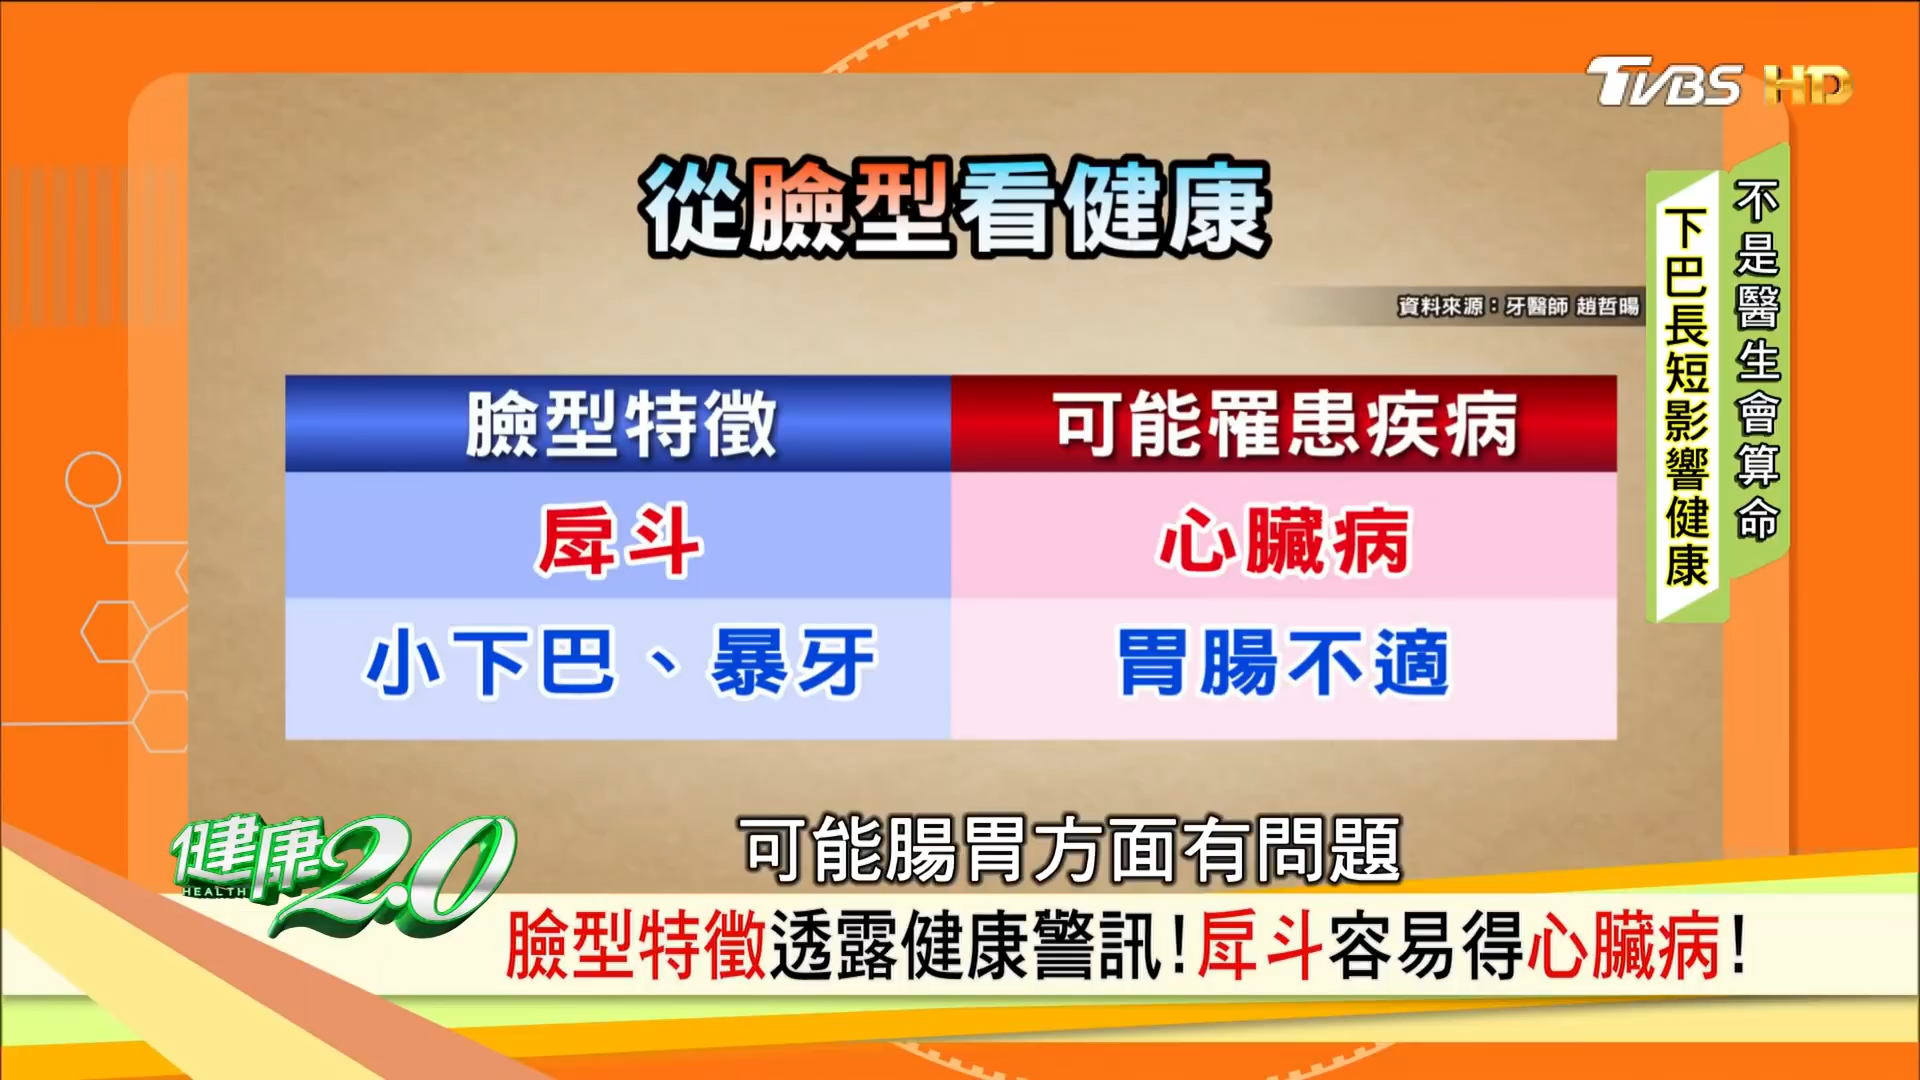 TVBS HD
從臉型看健康
資料來源：牙醫師 趙哲暘
不是醫生會算命
下巴長短影響健康
臉型特徵 可能罹患疾病
戽斗 心臟病
小下巴、暴牙 胃腸不適
可能腸胃方面有問題
健康2.0
HEALTH
臉型特徵透露健康警訊!戽斗容易得心臟病!